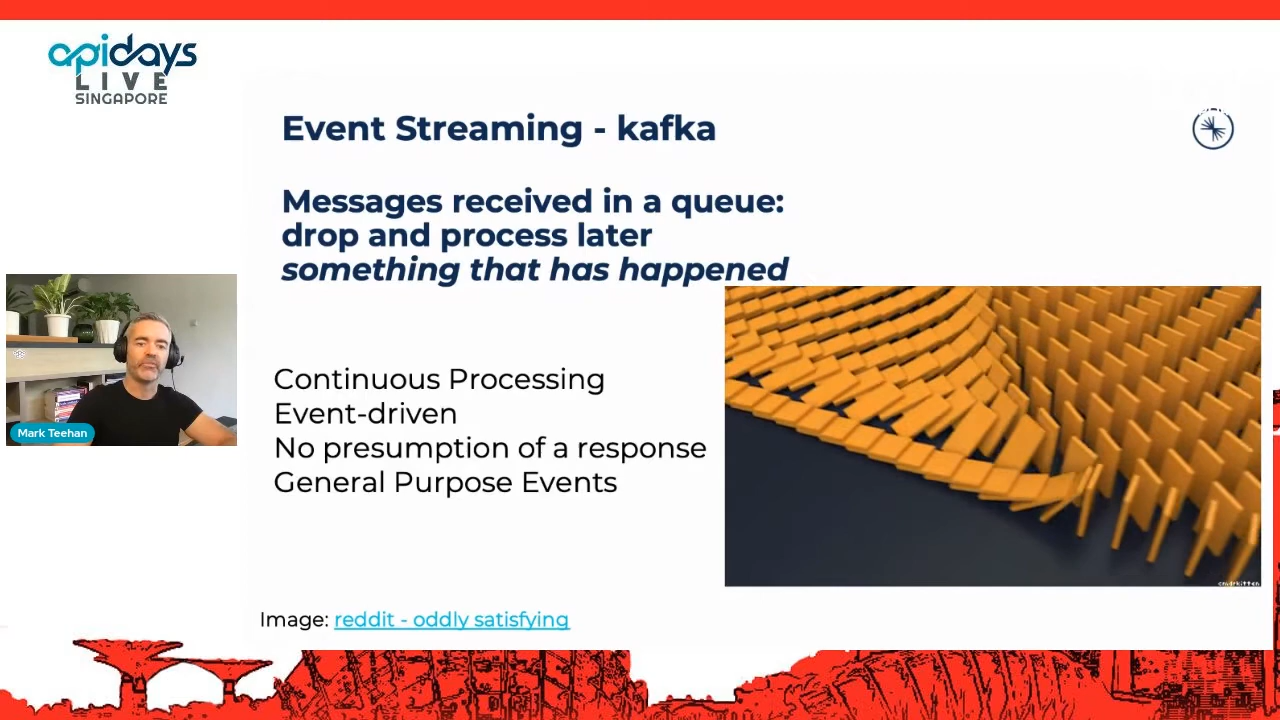 apidays
LIVE
SINGAPORE
Event Streaming - kafka
Messages received in a queue:
drop and process later
something that has happened
Mark Teehan
Continuous Processing
Event-driven
No presumption of a response
General Purpose Events
Image: reddit - oddly satisfying